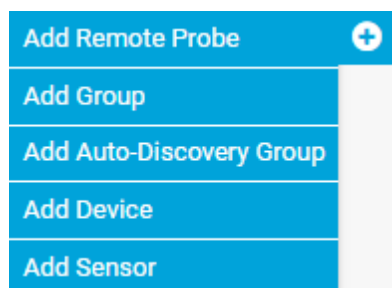 Add Remote Probe
Add Group
Add Auto-Discovery Group
Add Device
Add Sensor